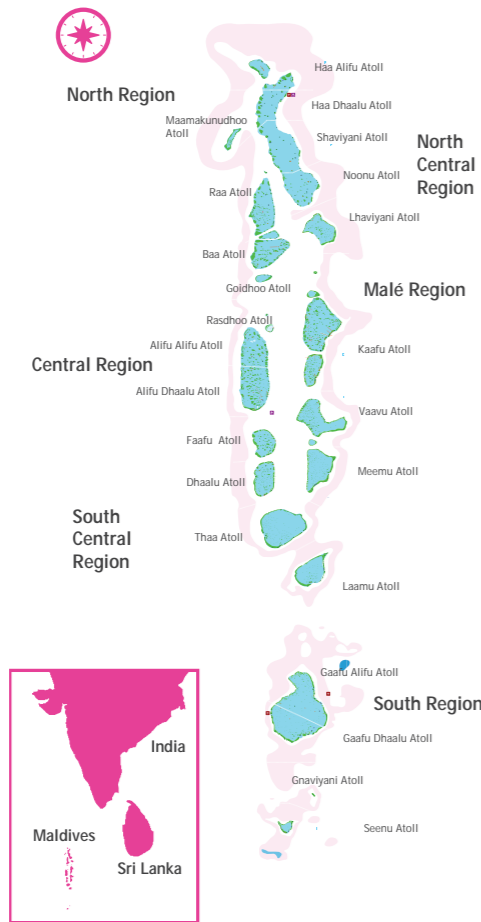 Haa Alifu Atoll
North Region
Haa Dhaalu Atoll
Maamakunudhoo
Atoll
Shaviyani Atoll
North
Central
Region
Noonu Atoll
Raa Atoll
Lhaviyani Atoll
Baa Atoll
Goidhoo Atoll
Malé Region
Rasdhoo Atoll
Alifu Alifu Atoll
Kaafu Atoll
Central Region
Alifu Dhaalu Atoll
Vaavu Atoll
Faafu Atoll
Meemu Atoll
Dhaalu Atoll
South
Central
Region
Thaa Atoll
Laamu Atoll
Gaafu Alifu Atoll
South Region
Gaafu Dhaalu Atoll
Gnaviyani Atoll
Seenu Atoll
India
Maldives
Sri Lanka